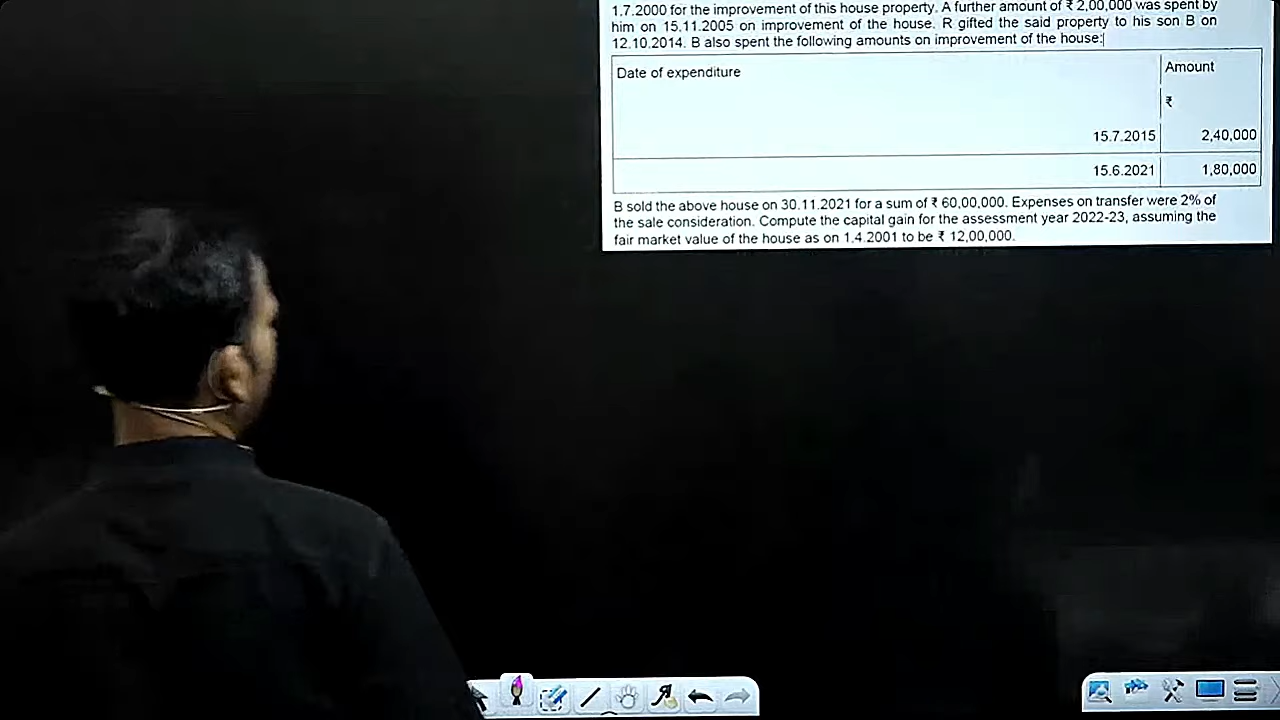 1.7.2000 for the improvement of this house property. A further amount of ₹ 2,00,000 was spent by
him on 15.11.2005 on improvement of the house. R gifted the said property to his son B on
12.10.2014. B also spent the following amounts on improvement of the house:
Date of expenditure Amount
₹
15.7.2015 2,40,000
15.6.2021 1,80,000
B sold the above house on 30.11.2021 for a sum of ₹ 60,00,000. Expenses on transfer were 2% of
the sale consideration. Compute the capital gain for the assessment year 2022-23, assuming the
fair market value of the house as on 1.4.2001 to be ₹ 12,00,000.